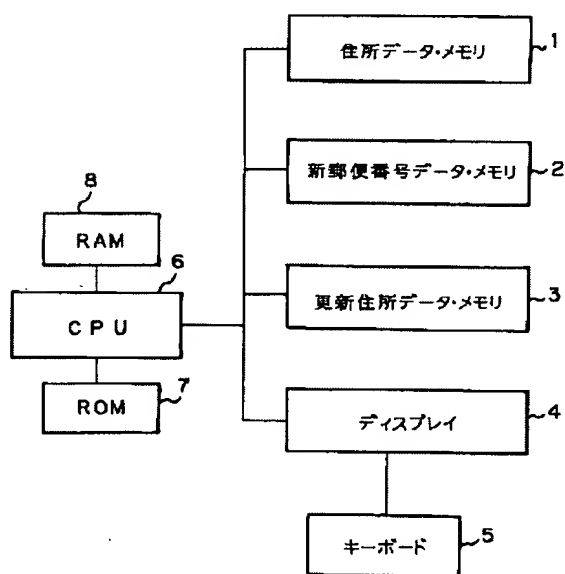 住所データ・メモリ 1
新郵便番号データ・メモリ 2
8
RAM
6
CPU
更新住所データ・メモリ 3
7
ROM
ディスプレイ 4
キーボード 5